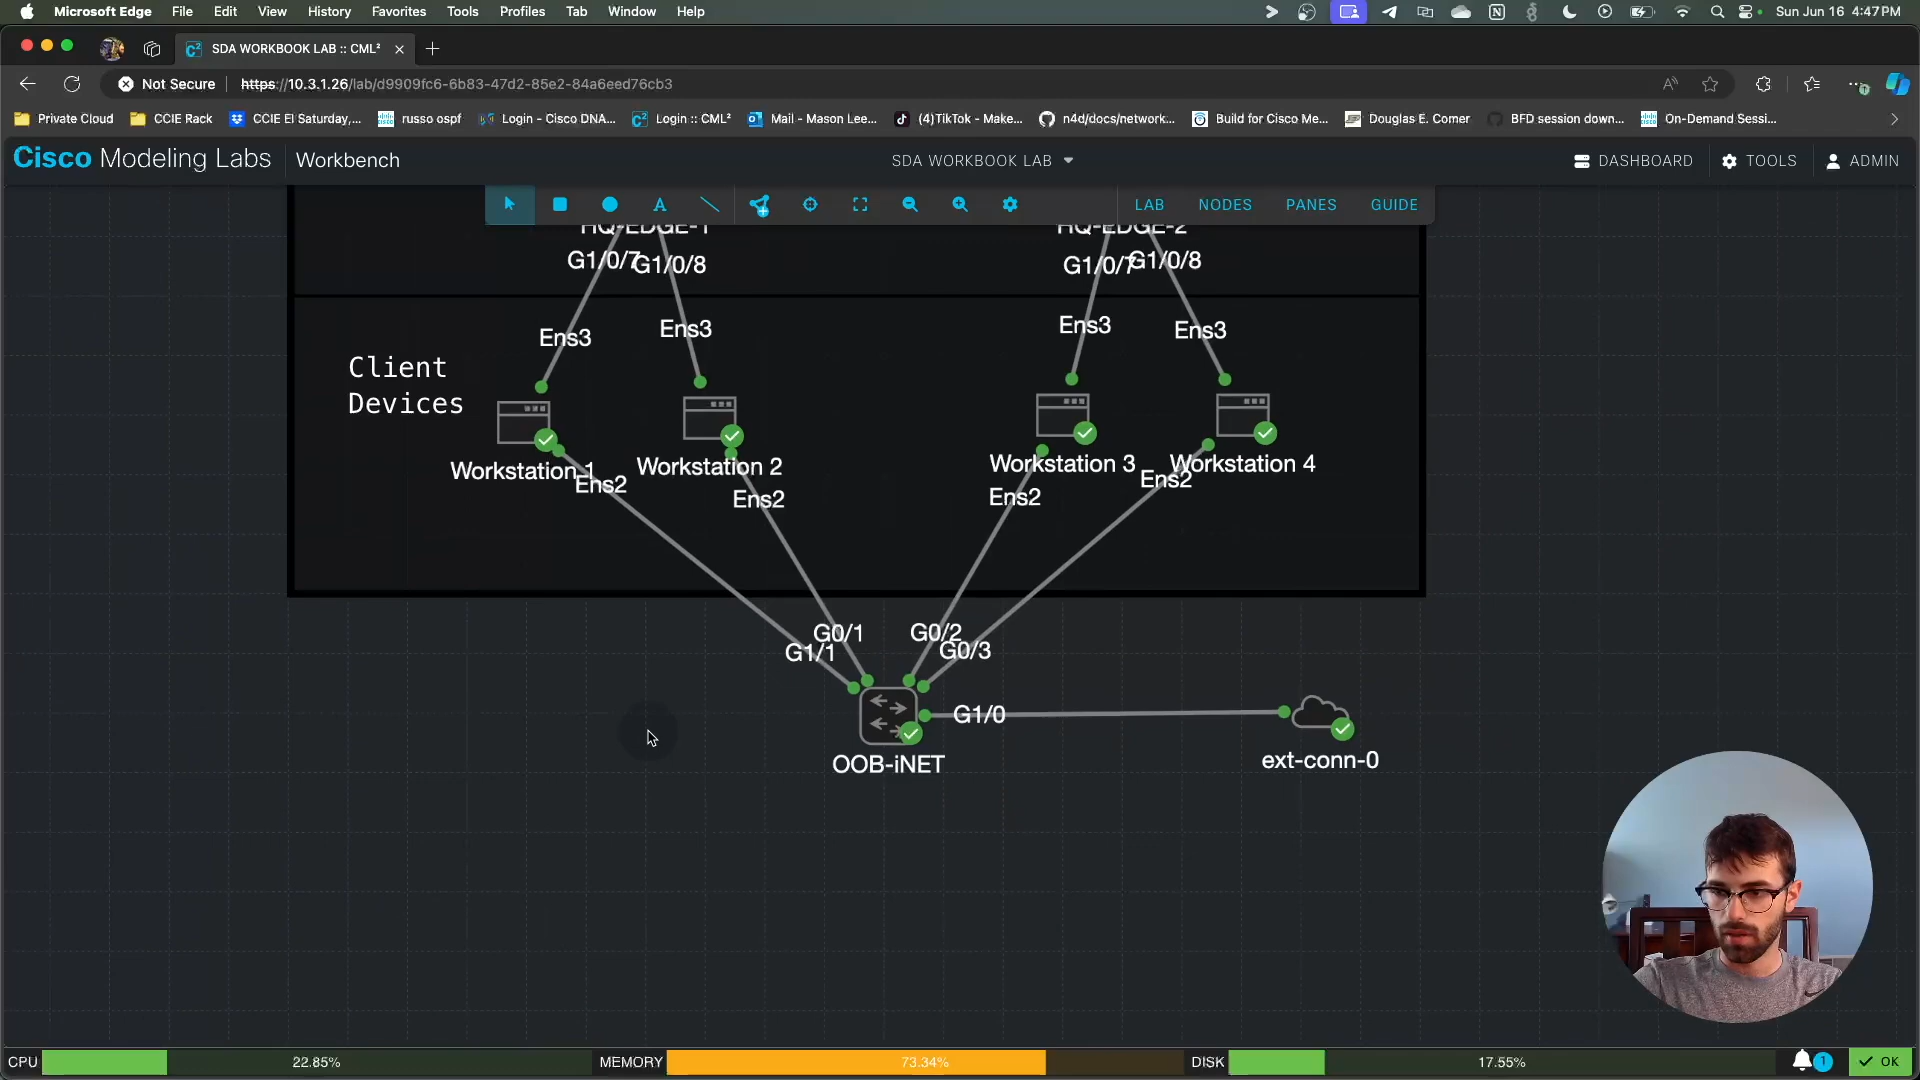 Microsoft Edge File Edit View History Favorites Tools Profiles Tab Window Help Sun Jun 16 4:47PM
SDA WORKBOOK LAB :: CML²
Not Secure https://10.3.1.26/lab/d9909fc6-6b83-47d2-85e2-84a6eed76cb3
Private Cloud CCIE Rack CCIE EI Saturday,... russo ospf Login - Cisco DNA... Login :: CML² Mail - Mason Lee... (4)TikTok - Make... n4d/docs/network... Build for Cisco Me... Douglas E. Comer BFD session down... On-Demand Sessi...
Cisco Modeling Labs Workbench SDA WORKBOOK LAB DASHBOARD TOOLS ADMIN
A LAB NODES PANES GUIDE
HQ-EDGE-1 HQ-EDGE-2
G1/0/7 G1/0/8 G1/0/7 G1/0/8
Ens3 Ens3 Ens3 Ens3
Client
Devices
Workstation 1 Workstation 2 Workstation 3 Workstation 4
Ens2 Ens2 Ens2 Ens2
G0/1 G0/2
G1/1 G0/3
G1/0
OOB-iNET ext-conn-0
CPU 22.85% MEMORY 73.34% DISK 17.55% 1 OK